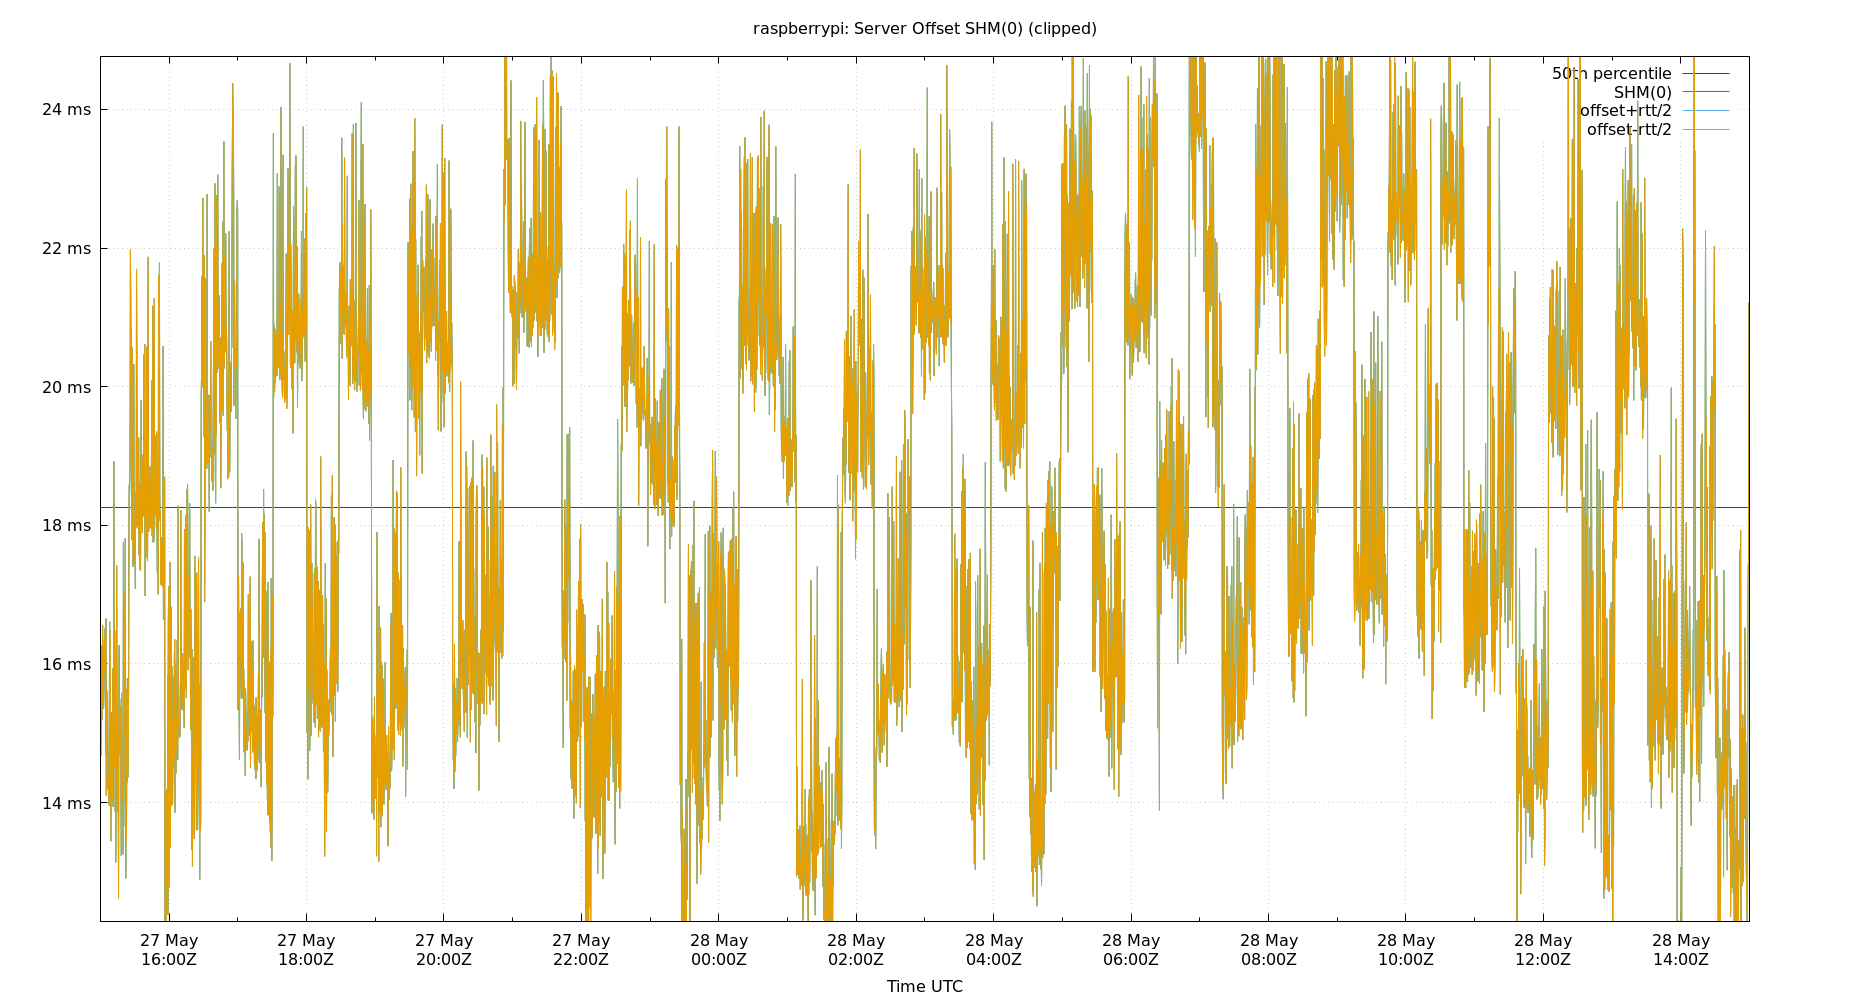 raspberrypi: Server Offset SHM(0) (clipped)
50th percentile
SHM(0)
offset+rtt/2
offset-rtt/2
24 ms
22 ms
20 ms
18 ms
16 ms
14 ms
27 May 27 May 27 May 27 May 28 May 28 May 28 May 28 May 28 May 28 May 28 May 28 May
16:00Z 18:00Z 20:00Z 22:00Z 00:00Z 02:00Z 04:00Z 06:00Z 08:00Z 10:00Z 12:00Z 14:00Z
Time UTC